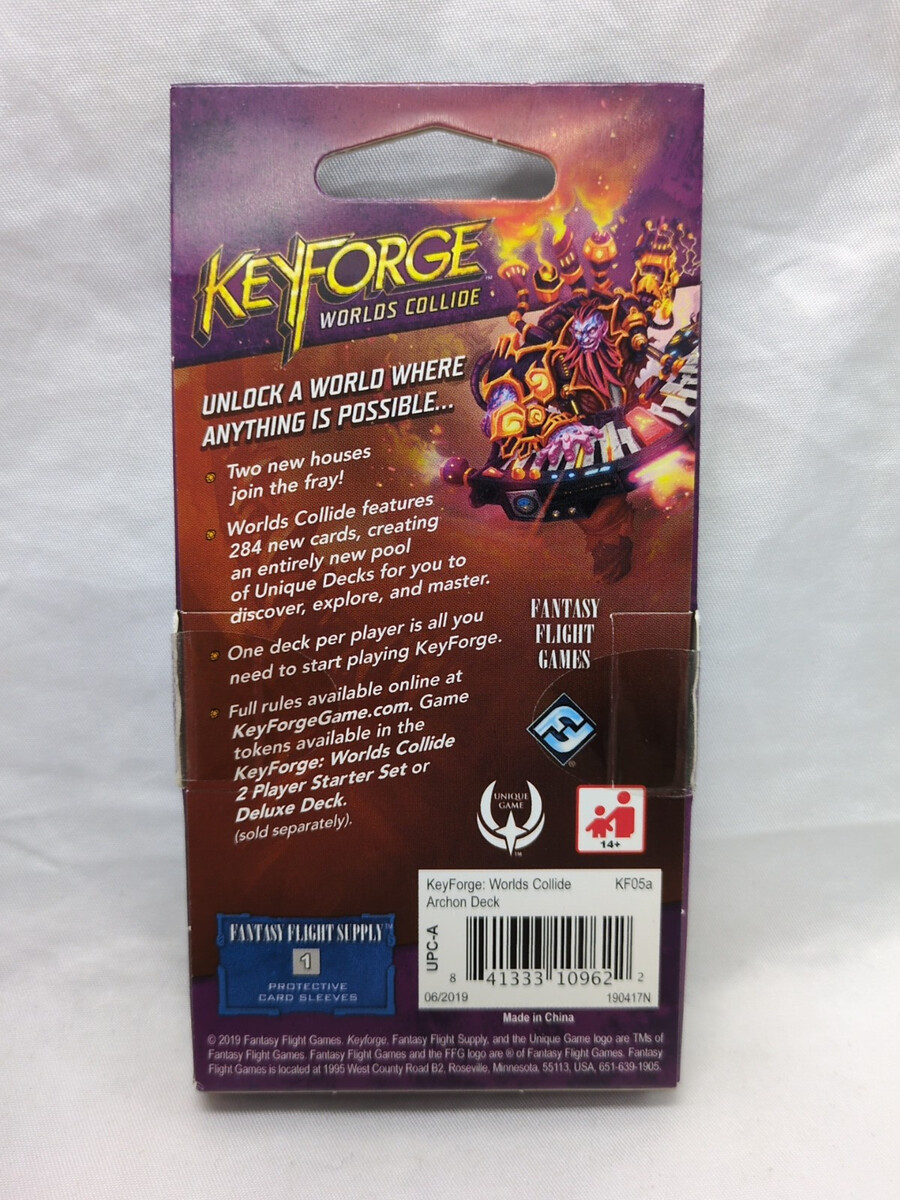 KEYFORGE™
WORLDS COLLIDE
UNLOCK A WORLD WHERE
ANYTHING IS POSSIBLE...
Two new houses
join the fray!
Worlds Collide features
284 new cards, creating
an entirely new pool
of Unique Decks for you to
discover, explore, and master.
One deck per player is all you
need to start playing KeyForge.
Full rules available online at
KeyForgeGame.com. Game
tokens available in the
KeyForge: Worlds Collide
2 Player Starter Set or
Deluxe Deck.
(sold separately).
FANTASY
FLIGHT
GAMES
®
UNIQUE
GAME
™
14+
FANTASY FLIGHT SUPPLY™
1
PROTECTIVE
CARD SLEEVES
KeyForge: Worlds Collide KF05a
Archon Deck
UPC-A
8 41333 10962 2
06/2019 190417N
Made in China
© 2019 Fantasy Flight Games. Keyforge, Fantasy Flight Supply, and the Unique Game logo are TMs of
Fantasy Flight Games. Fantasy Flight Games and the FFG logo are ® of Fantasy Flight Games. Fantasy
Flight Games is located at 1995 West County Road B2, Roseville, Minnesota, 55113, USA, 651-639-1905.